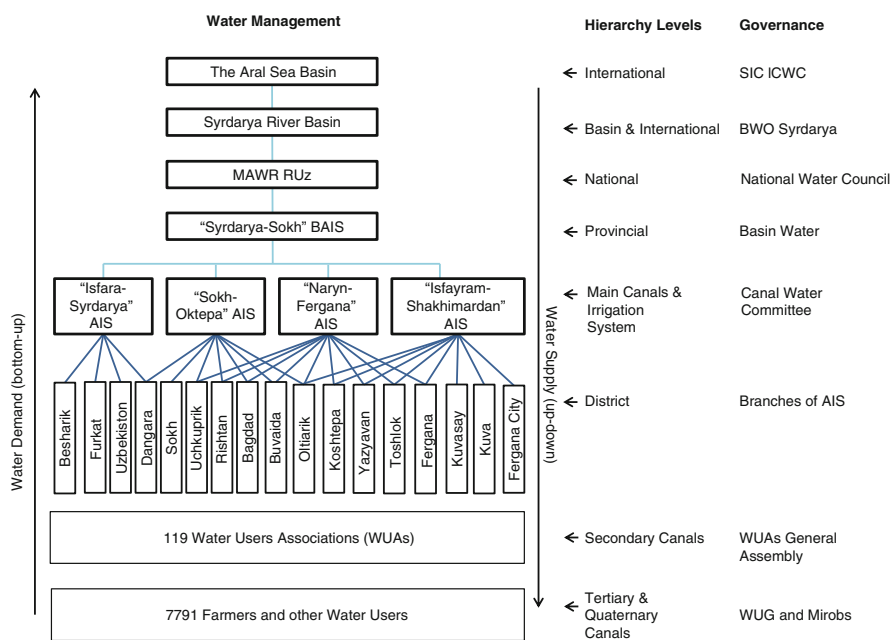 Water Management
Hierarchy Levels
Governance
The Aral Sea Basin
International
SIC ICWC
Syrdarya River Basin
Basin & International
BWO Syrdarya
MAWR RUz
National
National Water Council
“Syrdarya-Sokh” BAIS
Provincial
Basin Water
“Isfara-
Syrdarya”
AIS
“Sokh-
Oktepa” AIS
“Naryn-
Fergana”
AIS
“Isfayram-
Shakhimardan”
AIS
Main Canals &
Irrigation
System
Canal Water
Committee
Besharik
Furkat
Uzbekiston
Dangara
Sokh
Uchkuprik
Rishtan
Bagdad
Buvaida
Oltiarik
Koshtepa
Yazyavan
Toshlok
Fergana
Kuvasay
Kuva
Fergana City
District
Branches of AIS
119 Water Users Associations (WUAs)
Secondary Canals
WUAs General
Assembly
7791 Farmers and other Water Users
Tertiary &
Quaternary
Canals
WUG and Mirobs
Water Demand (bottom-up)
Water Supply (up-down)